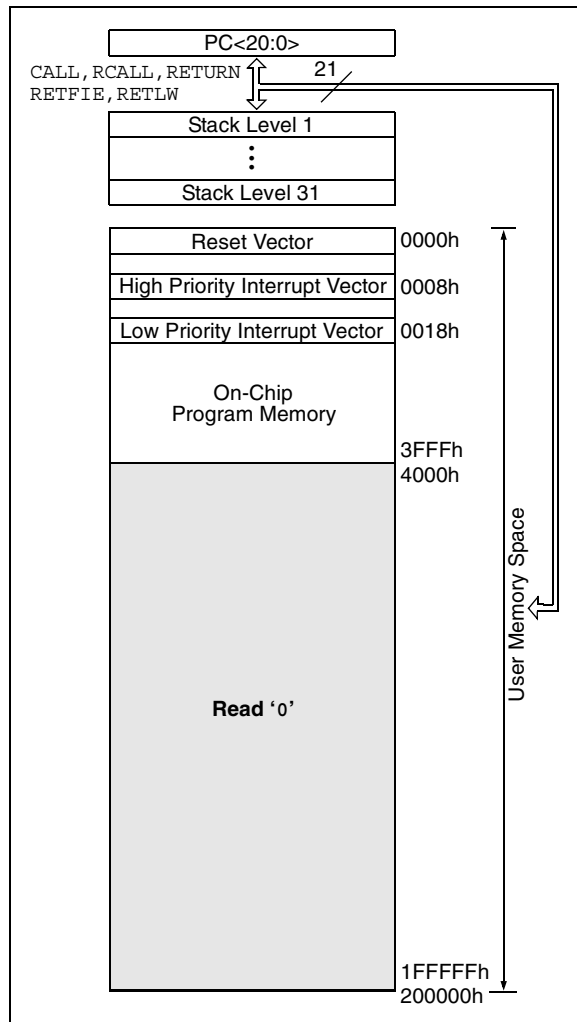 PC<20:0>
CALL,RCALL,RETURN
RETFIE,RETLW
21
Stack Level 1
Stack Level 31
Reset Vector
0000h
High Priority Interrupt Vector
0008h
Low Priority Interrupt Vector
0018h
On-Chip
Program Memory
3FFFh
4000h
User Memory Space
Read ‘0’
1FFFFFh
200000h